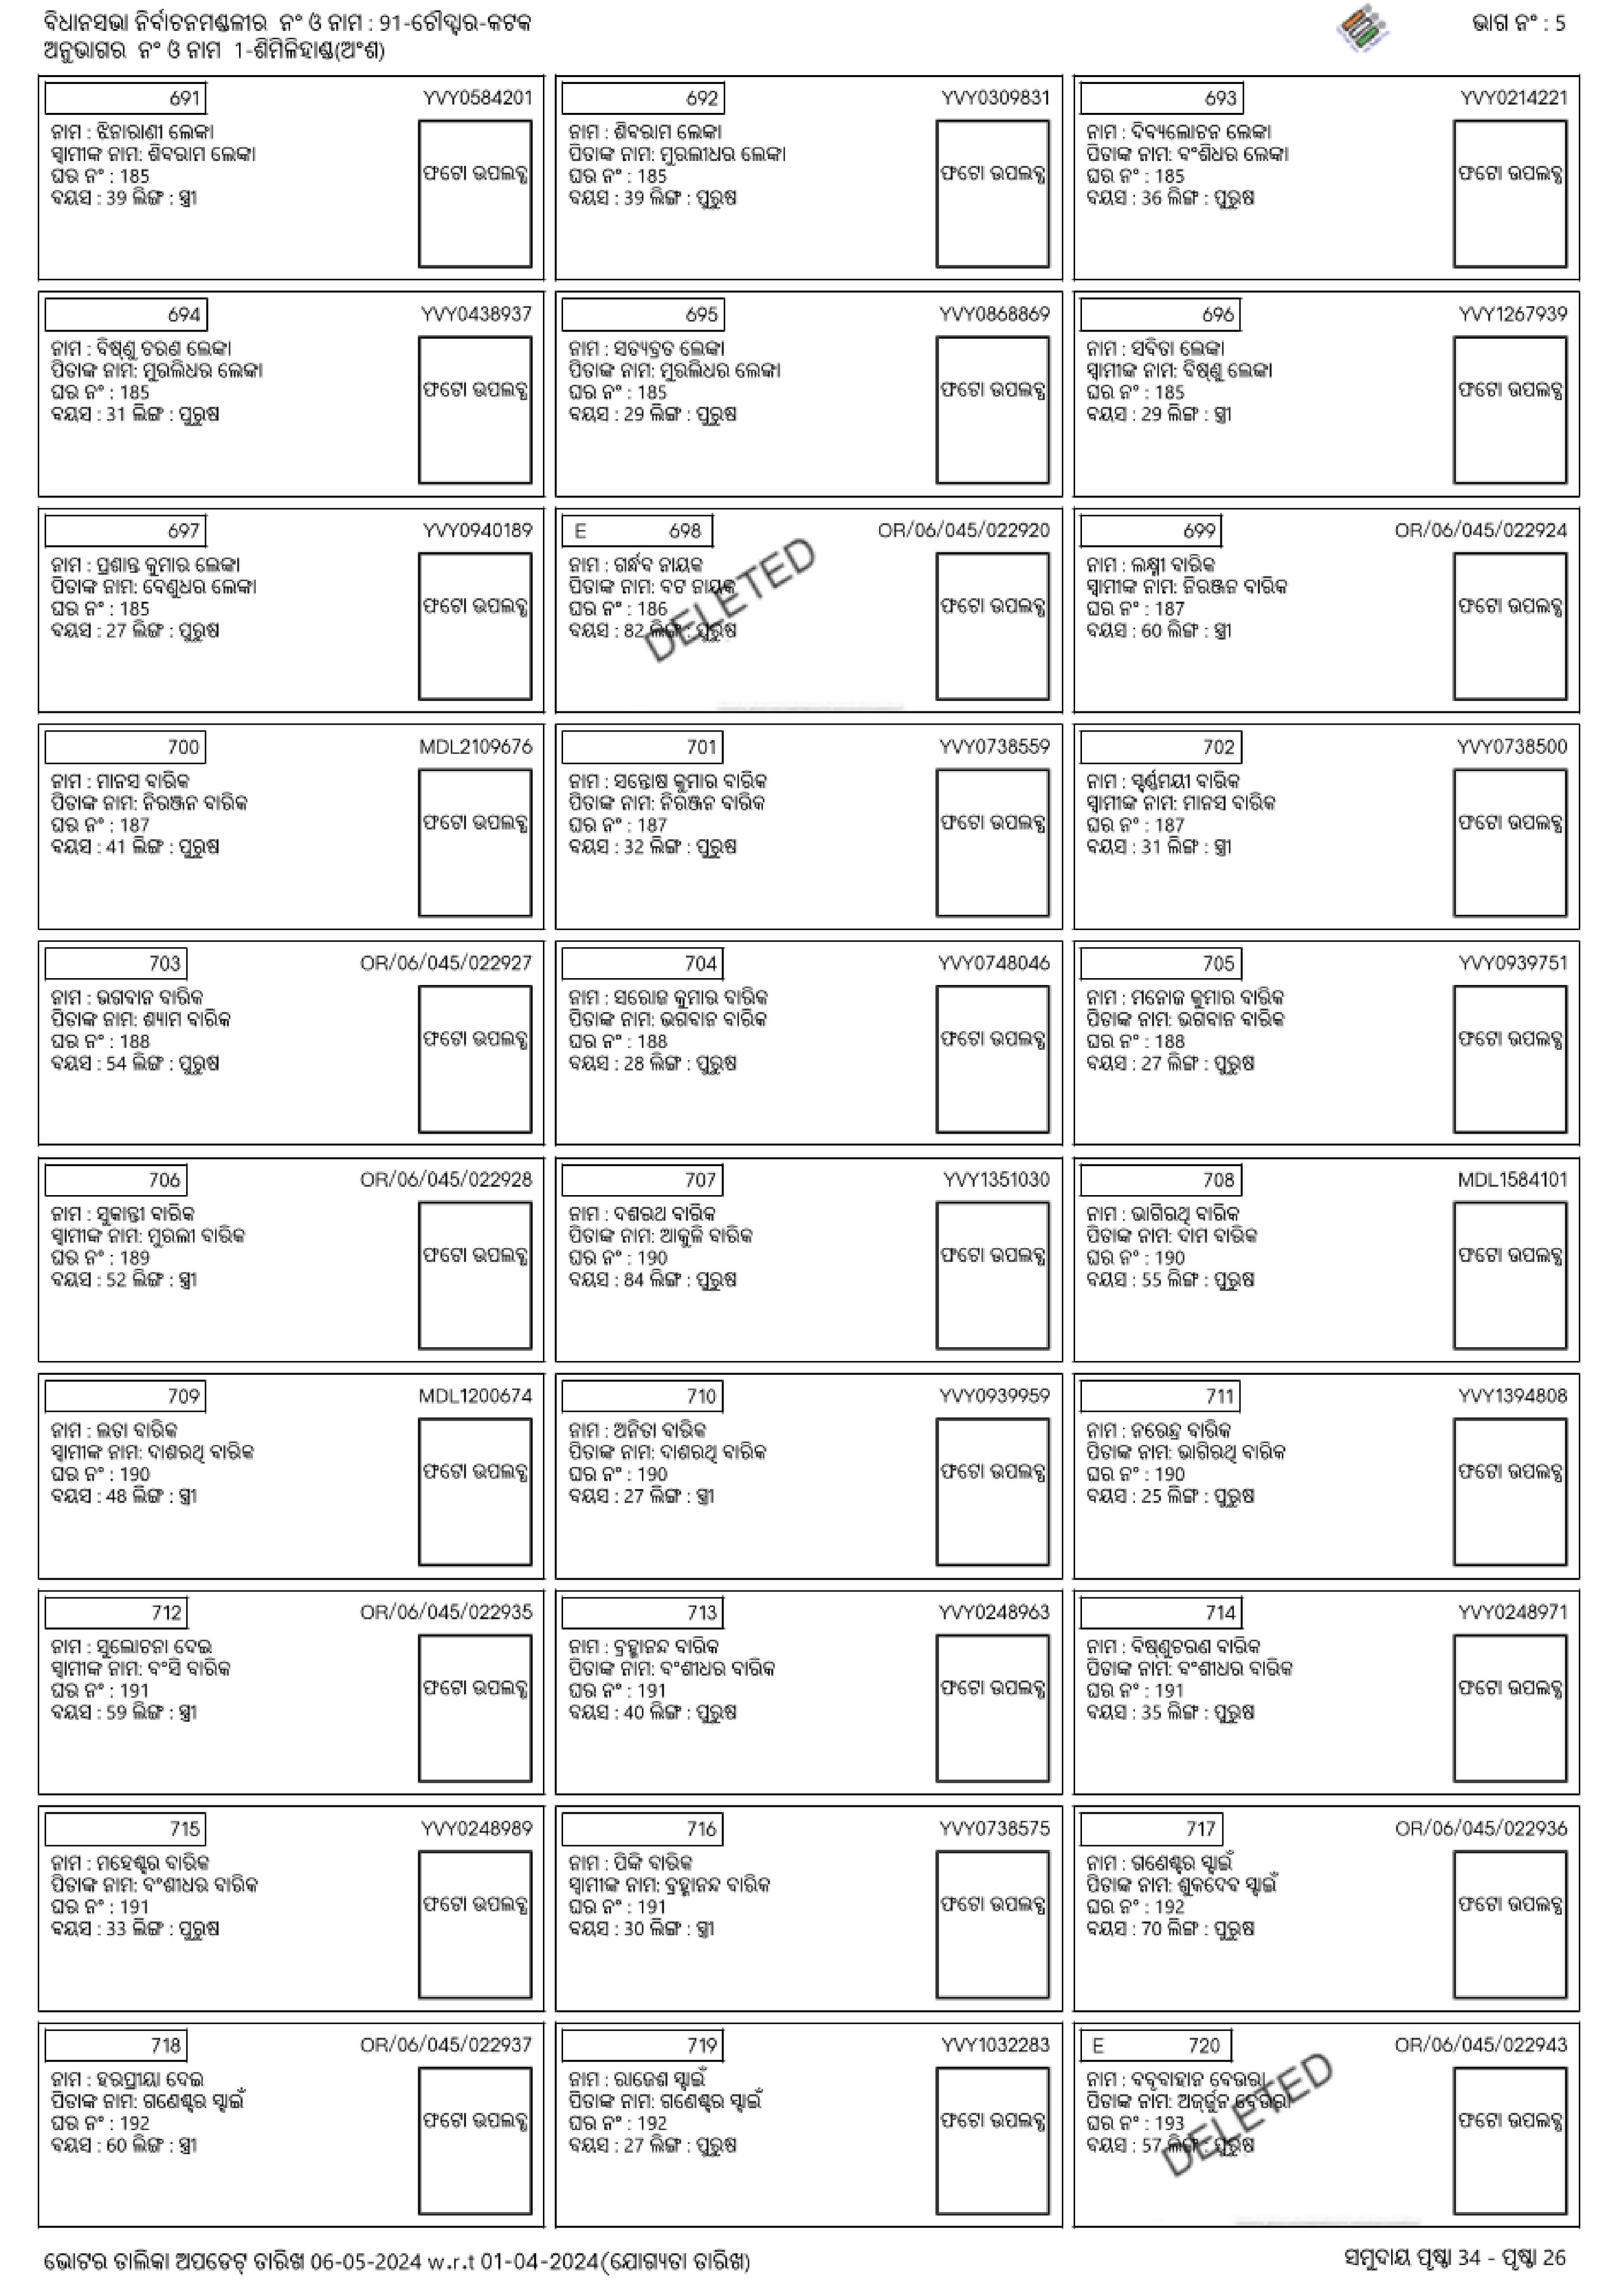 ବିଧାନସଭା ନିର୍ବାଚନମଣ୍ଡଳୀର ନଂ ଓ ନାମ : 91-ଚୌଦ୍ୱାର-କଟକ
ଅନୁଭାଗର ନଂ ଓ ନାମ 1-ଶିମିଳିହାଣ୍ଡ(ଅଂଶ)
ଭାଗ ନଂ : 5
691 YVY0584201
ନାମ : ଝିନାରାଣୀ ଲେଙ୍କା
ସ୍ୱାମୀଙ୍କ ନାମ: ଶିବରାମ ଲେଙ୍କା
ଘର ନଂ : 185
ବୟସ : 39 ଲିଙ୍ଗ : ସ୍ତ୍ରୀ
ଫଟୋ ଉପଲବ୍ଧ
692 YVY0309831
ନାମ : ଶିବରାମ ଲେଙ୍କା
ପିତାଙ୍କ ନାମ: ମୁରଲୀଧର ଲେଙ୍କା
ଘର ନଂ : 185
ବୟସ : 39 ଲିଙ୍ଗ : ପୁରୁଷ
ଫଟୋ ଉପଲବ୍ଧ
693 YVY0214221
ନାମ : ଦିବ୍ୟଲୋଚନ ଲେଙ୍କା
ପିତାଙ୍କ ନାମ: ବଂଶିଧର ଲେଙ୍କା
ଘର ନଂ : 185
ବୟସ : 36 ଲିଙ୍ଗ : ପୁରୁଷ
ଫଟୋ ଉପଲବ୍ଧ
694 YVY0438937
ନାମ : ବିଷ୍ଣୁ ଚରଣ ଲେଙ୍କା
ପିତାଙ୍କ ନାମ: ମୁରଲିଧର ଲେଙ୍କା
ଘର ନଂ : 185
ବୟସ : 31 ଲିଙ୍ଗ : ପୁରୁଷ
ଫଟୋ ଉପଲବ୍ଧ
695 YVY0868869
ନାମ : ସତ୍ୟବ୍ରତ ଲେଙ୍କା
ପିତାଙ୍କ ନାମ: ମୁରଲିଧର ଲେଙ୍କା
ଘର ନଂ : 185
ବୟସ : 29 ଲିଙ୍ଗ : ପୁରୁଷ
ଫଟୋ ଉପଲବ୍ଧ
696 YVY1267939
ନାମ : ସବିତା ଲେଙ୍କା
ସ୍ୱାମୀଙ୍କ ନାମ: ବିଷ୍ଣୁ ଲେଙ୍କା
ଘର ନଂ : 185
ବୟସ : 29 ଲିଙ୍ଗ : ସ୍ତ୍ରୀ
ଫଟୋ ଉପଲବ୍ଧ
697 YVY0940189
ନାମ : ପ୍ରଶାନ୍ତ କୁମାର ଲେଙ୍କା
ପିତାଙ୍କ ନାମ: ବେଣୁଧର ଲେଙ୍କା
ଘର ନଂ : 185
ବୟସ : 27 ଲିଙ୍ଗ : ପୁରୁଷ
ଫଟୋ ଉପଲବ୍ଧ
E 698 OR/06/045/022920
ନାମ : ଗର୍ନ୍ଧବ ନାୟକ
ପିତାଙ୍କ ନାମ: ବଟ ନାୟକ
ଘର ନଂ : 186
ବୟସ : 82 ଲିଙ୍ଗ : ପୁରୁଷ
ଫଟୋ ଉପଲବ୍ଧ
DELETED
699 OR/06/045/022924
ନାମ : ଲକ୍ଷ୍ମୀ ବାରିକ
ସ୍ୱାମୀଙ୍କ ନାମ: ନିରଞ୍ଜନ ବାରିକ
ଘର ନଂ : 187
ବୟସ : 60 ଲିଙ୍ଗ : ସ୍ତ୍ରୀ
ଫଟୋ ଉପଲବ୍ଧ
700 MDL2109676
ନାମ : ମାନସ ବାରିକ
ପିତାଙ୍କ ନାମ: ନିରଞ୍ଜନ ବାରିକ
ଘର ନଂ : 187
ବୟସ : 41 ଲିଙ୍ଗ : ପୁରୁଷ
ଫଟୋ ଉପଲବ୍ଧ
701 YVY0738559
ନାମ : ସନ୍ତୋଷ କୁମାର ବାରିକ
ପିତାଙ୍କ ନାମ: ନିରଞ୍ଜନ ବାରିକ
ଘର ନଂ : 187
ବୟସ : 32 ଲିଙ୍ଗ : ପୁରୁଷ
ଫଟୋ ଉପଲବ୍ଧ
702 YVY0738500
ନାମ : ସ୍ବର୍ଣ୍ଣମୟୀ ବାରିକ
ସ୍ୱାମୀଙ୍କ ନାମ: ମାନସ ବାରିକ
ଘର ନଂ : 187
ବୟସ : 31 ଲିଙ୍ଗ : ସ୍ତ୍ରୀ
ଫଟୋ ଉପଲବ୍ଧ
703 OR/06/045/022927
ନାମ : ଭଗବାନ ବାରିକ
ପିତାଙ୍କ ନାମ: ଶ୍ୟାମ ବାରିକ
ଘର ନଂ : 188
ବୟସ : 54 ଲିଙ୍ଗ : ପୁରୁଷ
ଫଟୋ ଉପଲବ୍ଧ
704 YVY0748046
ନାମ : ସରୋଜ କୁମାର ବାରିକ
ପିତାଙ୍କ ନାମ: ଭଗବାନ ବାରିକ
ଘର ନଂ : 188
ବୟସ : 28 ଲିଙ୍ଗ : ପୁରୁଷ
ଫଟୋ ଉପଲବ୍ଧ
705 YVY0939751
ନାମ : ମନୋଜ କୁମାର ବାରିକ
ପିତାଙ୍କ ନାମ: ଭଗବାନ ବାରିକ
ଘର ନଂ : 188
ବୟସ : 27 ଲିଙ୍ଗ : ପୁରୁଷ
ଫଟୋ ଉପଲବ୍ଧ
706 OR/06/045/022928
ନାମ : ସୁକାନ୍ତୀ ବାରିକ
ସ୍ୱାମୀଙ୍କ ନାମ: ମୁରଲୀ ବାରିକ
ଘର ନଂ : 189
ବୟସ : 52 ଲିଙ୍ଗ : ସ୍ତ୍ରୀ
ଫଟୋ ଉପଲବ୍ଧ
707 YVY1351030
ନାମ : ଦଶରଥ ବାରିକ
ପିତାଙ୍କ ନାମ: ଆକୁଳି ବାରିକ
ଘର ନଂ : 190
ବୟସ : 84 ଲିଙ୍ଗ : ପୁରୁଷ
ଫଟୋ ଉପଲବ୍ଧ
708 MDL1584101
ନାମ : ଭାଗିରଥି ବାରିକ
ପିତାଙ୍କ ନାମ: ଦାମ ବାରିକ
ଘର ନଂ : 190
ବୟସ : 55 ଲିଙ୍ଗ : ପୁରୁଷ
ଫଟୋ ଉପଲବ୍ଧ
709 MDL1200674
ନାମ : ଲତା ବାରିକ
ସ୍ୱାମୀଙ୍କ ନାମ: ଦାଶରଥି ବାରିକ
ଘର ନଂ : 190
ବୟସ : 48 ଲିଙ୍ଗ : ସ୍ତ୍ରୀ
ଫଟୋ ଉପଲବ୍ଧ
710 YVY0939959
ନାମ : ଅନିତା ବାରିକ
ପିତାଙ୍କ ନାମ: ଦାଶରଥି ବାରିକ
ଘର ନଂ : 190
ବୟସ : 27 ଲିଙ୍ଗ : ସ୍ତ୍ରୀ
ଫଟୋ ଉପଲବ୍ଧ
711 YVY1394808
ନାମ : ନରେନ୍ଦ୍ର ବାରିକ
ପିତାଙ୍କ ନାମ: ଭାଗିରଥି ବାରିକ
ଘର ନଂ : 190
ବୟସ : 25 ଲିଙ୍ଗ : ପୁରୁଷ
ଫଟୋ ଉପଲବ୍ଧ
712 OR/06/045/022935
ନାମ : ସୁଲୋଚନା ଦେଇ
ସ୍ୱାମୀଙ୍କ ନାମ: ବଂସି ବାରିକ
ଘର ନଂ : 191
ବୟସ : 59 ଲିଙ୍ଗ : ସ୍ତ୍ରୀ
ଫଟୋ ଉପଲବ୍ଧ
713 YVY0248963
ନାମ : ବ୍ରହ୍ମାନନ୍ଦ ବାରିକ
ପିତାଙ୍କ ନାମ: ବଂଶୀଧର ବାରିକ
ଘର ନଂ : 191
ବୟସ : 40 ଲିଙ୍ଗ : ପୁରୁଷ
ଫଟୋ ଉପଲବ୍ଧ
714 YVY0248971
ନାମ : ବିଷ୍ଣୁଚରଣ ବାରିକ
ପିତାଙ୍କ ନାମ: ବଂଶୀଧର ବାରିକ
ଘର ନଂ : 191
ବୟସ : 35 ଲିଙ୍ଗ : ପୁରୁଷ
ଫଟୋ ଉପଲବ୍ଧ
715 YVY0248989
ନାମ : ମହେଶ୍ୱର ବାରିକ
ପିତାଙ୍କ ନାମ: ବଂଶୀଧର ବାରିକ
ଘର ନଂ : 191
ବୟସ : 33 ଲିଙ୍ଗ : ପୁରୁଷ
ଫଟୋ ଉପଲବ୍ଧ
716 YVY0738575
ନାମ : ପିଙ୍କି ବାରିକ
ସ୍ୱାମୀଙ୍କ ନାମ: ବ୍ରହ୍ମାନନ୍ଦ ବାରିକ
ଘର ନଂ : 191
ବୟସ : 30 ଲିଙ୍ଗ : ସ୍ତ୍ରୀ
ଫଟୋ ଉପଲବ୍ଧ
717 OR/06/045/022936
ନାମ : ଗଣେଶ୍ୱର ସ୍ୱାଇଁ
ପିତାଙ୍କ ନାମ: ଶୁକଦେବ ସ୍ୱାଇଁ
ଘର ନଂ : 192
ବୟସ : 70 ଲିଙ୍ଗ : ପୁରୁଷ
ଫଟୋ ଉପଲବ୍ଧ
718 OR/06/045/022937
ନାମ : ହରପ୍ରୀୟା ଦେଇ
ପିତାଙ୍କ ନାମ: ଗଣେଶ୍ୱର ସ୍ୱାଇଁ
ଘର ନଂ : 192
ବୟସ : 60 ଲିଙ୍ଗ : ସ୍ତ୍ରୀ
ଫଟୋ ଉପଲବ୍ଧ
719 YVY1032283
ନାମ : ରାଜେଶ ସ୍ୱାଇଁ
ପିତାଙ୍କ ନାମ: ଗଣେଶ୍ୱର ସ୍ୱାଇଁ
ଘର ନଂ : 192
ବୟସ : 27 ଲିଙ୍ଗ : ପୁରୁଷ
ଫଟୋ ଉପଲବ୍ଧ
E 720 OR/06/045/022943
ନାମ : ବବୃବାହାନ ବେଉରା
ପିତାଙ୍କ ନାମ: ଅର୍ଜ୍ଜୁନ ବେଉରା
ଘର ନଂ : 193
ବୟସ : 57 ଲିଙ୍ଗ : ପୁରୁଷ
ଫଟୋ ଉପଲବ୍ଧ
DELETED
ଭୋଟର ତାଲିକା ଅପଡେଟ୍ ତାରିଖ 06-05-2024 w.r.t 01-04-2024(ଯୋଗ୍ୟତା ତାରିଖ)
ସମୁଦାୟ ପୃଷ୍ଠା 34 - ପୃଷ୍ଠା 26